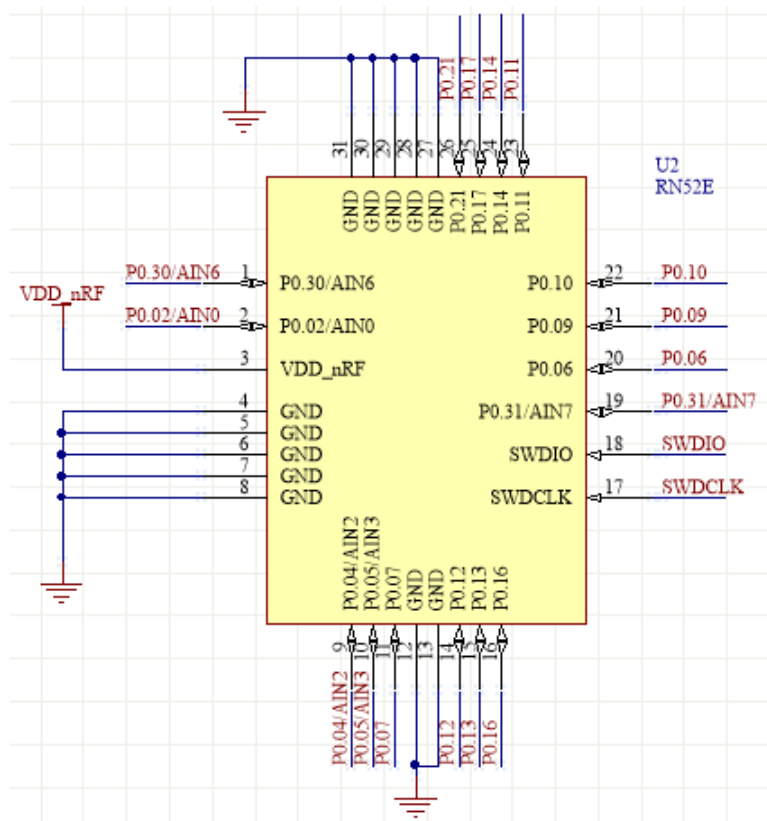 P0.21
P0.17
P0.14
P0.11
31
30
29
28
27
26
25
24
23
U2
RN52E
GND
GND
GND
GND
GND
P0.21
P0.17
P0.14
P0.11
P0.30/AIN6 1 P0.30/AIN6
P0.10 22 P0.10
VDD_nRF
P0.02/AIN0 2 P0.02/AIN0
P0.09 21 P0.09
3 VDD_nRF
P0.06 20 P0.06
4 GND
P0.31/AIN7 19 P0.31/AIN7
5 GND
6 GND
SWDIO 18 SWDIO
7 GND
8 GND
SWDCLK 17 SWDCLK
P0.04/AIN2
P0.05/AIN3
P0.07
GND
GND
P0.12
P0.13
P0.16
9
10
11
12
13
14
15
16
P0.04/AIN2
P0.05/AIN3
P0.07
P0.12
P0.13
P0.16